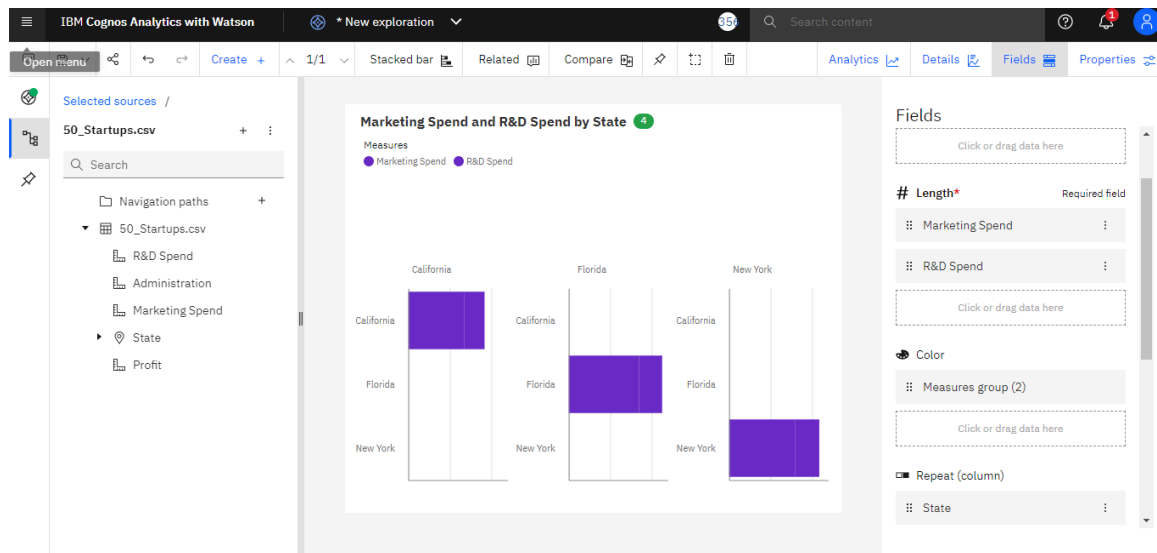 IBM Cognos Analytics with Watson
* New exploration
356
Search content
1
Open menu
Create +
1/1
Stacked bar
Related
Compare
Analytics
Details
Fields
Properties
Selected sources /
50_Startups.csv
Search
Navigation paths
50_Startups.csv
R&D Spend
Administration
Marketing Spend
State
Profit
Marketing Spend and R&D Spend by State 4
Measures
Marketing Spend R&D Spend
California Florida New York
California California California
Florida Florida Florida
New York New York New York
Fields
Click or drag data here
# Length* Required field
Marketing Spend
R&D Spend
Click or drag data here
Color
Measures group (2)
Click or drag data here
Repeat (column)
State